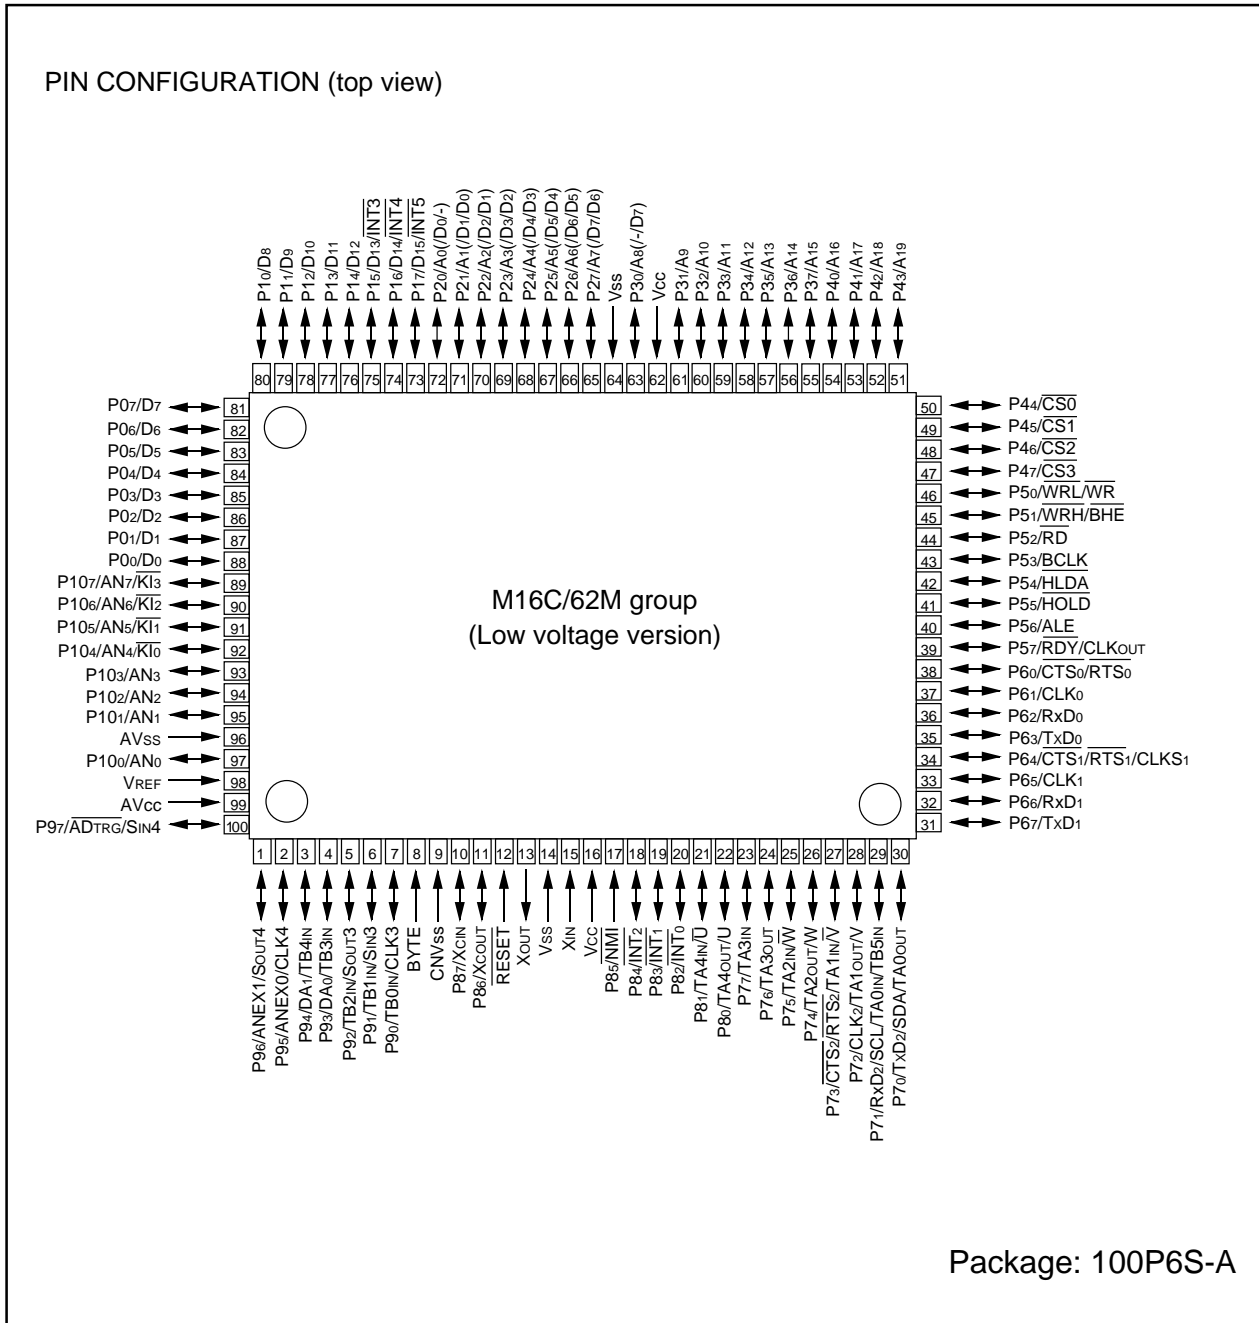 PIN CONFIGURATION (top view)
P10/D8
P11/D9
P12/D10
P13/D11
P14/D12
P15/D13/INT3
P16/D14/INT4
P17/D15/INT5
P20/A0(/D0/-)
P21/A1(/D1/D0)
P22/A2(/D2/D1)
P23/A3(/D3/D2)
P24/A4(/D4/D3)
P25/A5(/D5/D4)
P26/A6(/D6/D5)
P27/A7(/D7/D6)
Vss
P30/A8(/-/D7)
Vcc
P31/A9
P32/A10
P33/A11
P34/A12
P35/A13
P36/A14
P37/A15
P40/A16
P41/A17
P42/A18
P43/A19
80 79 78 77 76 75 74 73 72 71 70 69 68 67 66 65 64 63 62 61 60 59 58 57 56 55 54 53 52 51
P07/D7 81
P06/D6 82
P05/D5 83
P04/D4 84
P03/D3 85
P02/D2 86
P01/D1 87
P00/D0 88
P107/AN7/KI3 89
P106/AN6/KI2 90
P105/AN5/KI1 91
P104/AN4/KI0 92
P103/AN3 93
P102/AN2 94
P101/AN1 95
AVss 96
P100/AN0 97
VREF 98
AVcc 99
P97/ADTRG/SIN4 100
M16C/62M group
(Low voltage version)
50 P44/CS0
49 P45/CS1
48 P46/CS2
47 P47/CS3
46 P50/WRL/WR
45 P51/WRH/BHE
44 P52/RD
43 P53/BCLK
42 P54/HLDA
41 P55/HOLD
40 P56/ALE
39 P57/RDY/CLKOUT
38 P60/CTS0/RTS0
37 P61/CLK0
36 P62/RxD0
35 P63/TxD0
34 P64/CTS1/RTS1/CLKS1
33 P65/CLK1
32 P66/RxD1
31 P67/TxD1
1 2 3 4 5 6 7 8 9 10 11 12 13 14 15 16 17 18 19 20 21 22 23 24 25 26 27 28 29 30
P96/ANEX1/SOUT4
P95/ANEX0/CLK4
P94/DA1/TB4IN
P93/DA0/TB3IN
P92/TB2IN/SOUT3
P91/TB1IN/SIN3
P90/TB0IN/CLK3
BYTE
CNVss
P87/XCIN
P86/XCOUT
RESET
XOUT
VSS
XIN
VCC
P85/NMI
P84/INT2
P83/INT1
P82/INT0
P81/TA4IN/U
P80/TA4OUT/U
P77/TA3IN
P76/TA3OUT
P75/TA2IN/W
P74/TA2OUT/W
P73/CTS2/RTS2/TA1IN/V
P72/CLK2/TA1OUT/V
P71/RxD2/SCL/TA0IN/TB5IN
P70/TxD2/SDA/TA0OUT
Package: 100P6S-A